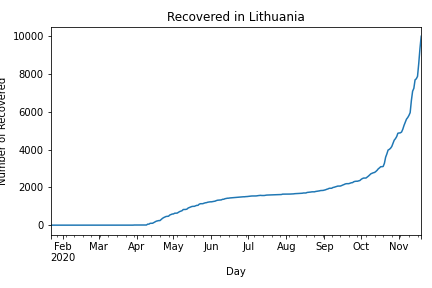 Recovered in Lithuania
Number of Recovered
10000
8000
6000
4000
2000
0
Feb Mar Apr May Jun Jul Aug Sep Oct Nov
2020
Day